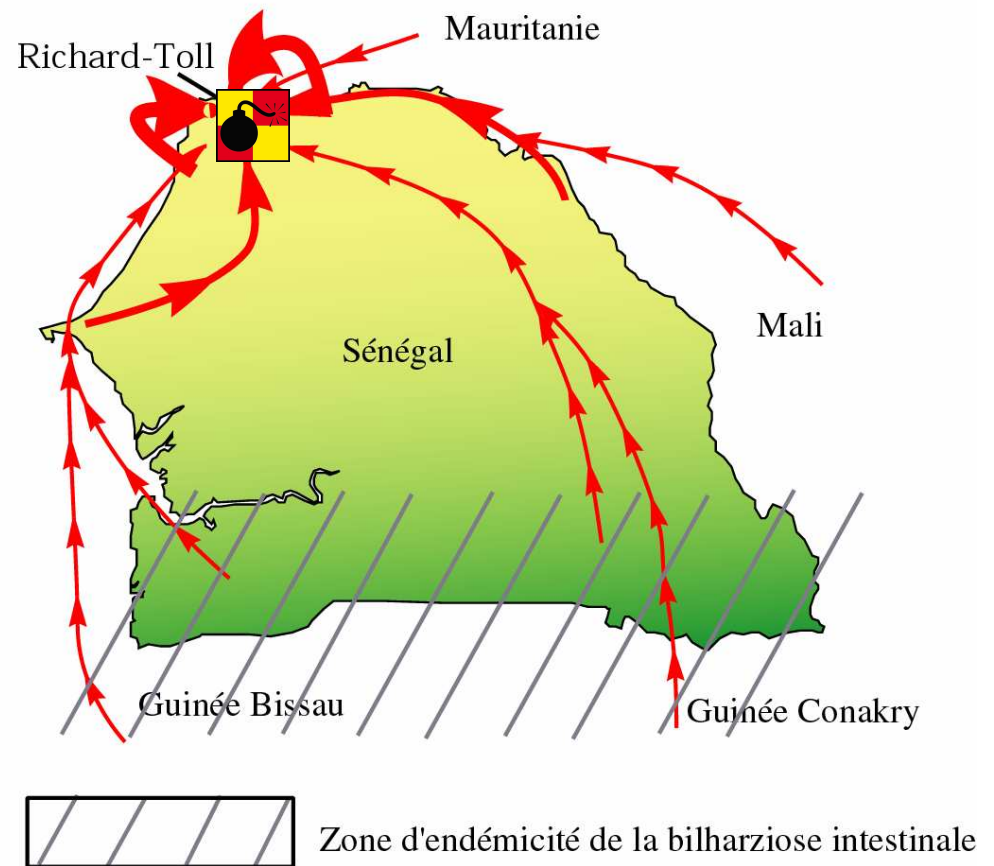 Mauritanie
Richard-Toll
Mali
Sénégal
Guinée Bissau
Guinée Conakry
Zone d'endémicité de la bilharziose intestinale